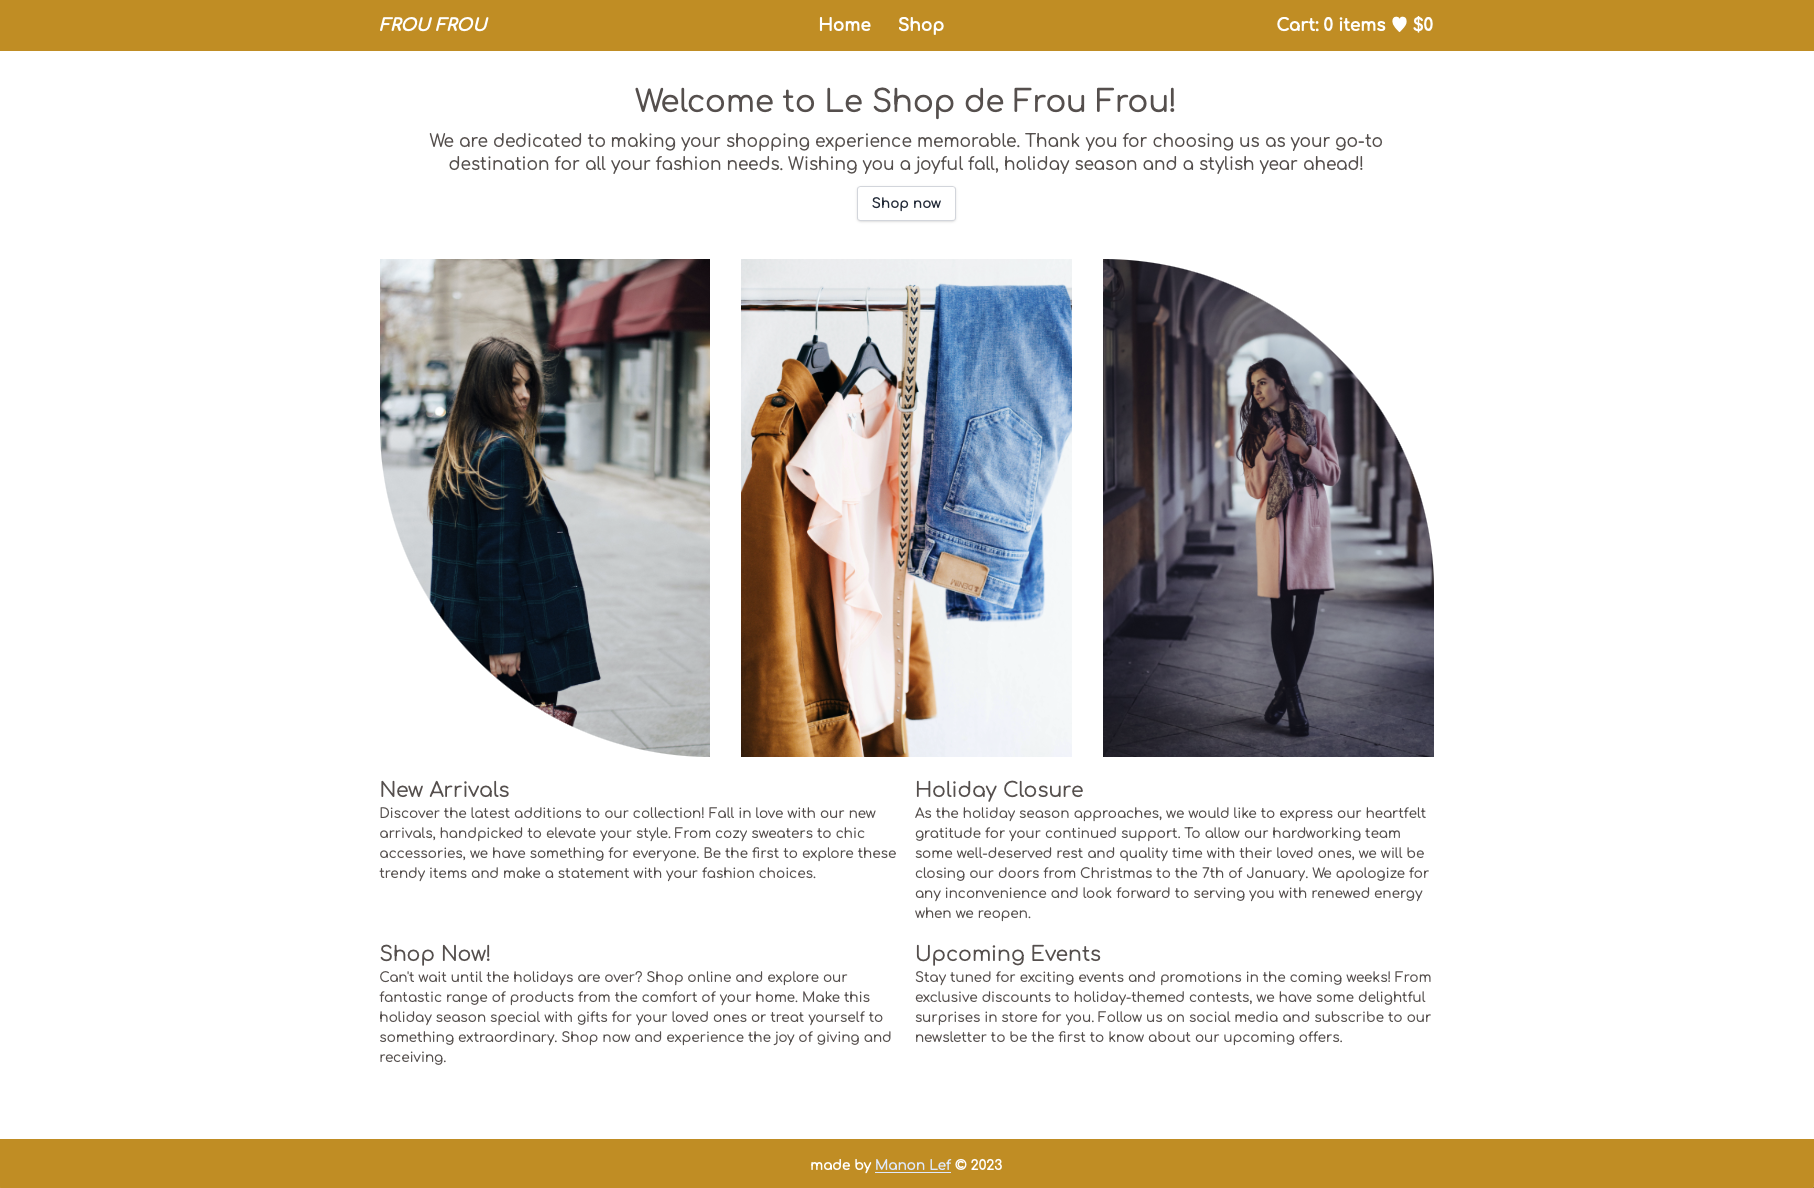 FROU FROU
Home Shop
Cart: 0 items ♥ $0
Welcome to Le Shop de Frou Frou!
We are dedicated to making your shopping experience memorable. Thank you for choosing us as your go-to
destination for all your fashion needs. Wishing you a joyful fall, holiday season and a stylish year ahead!
Shop now
DENIM
New Arrivals
Discover the latest additions to our collection! Fall in love with our new
arrivals, handpicked to elevate your style. From cozy sweaters to chic
accessories, we have something for everyone. Be the first to explore these
trendy items and make a statement with your fashion choices.
Holiday Closure
As the holiday season approaches, we would like to express our heartfelt
gratitude for your continued support. To allow our hardworking team
some well-deserved rest and quality time with their loved ones, we will be
closing our doors from Christmas to the 7th of January. We apologize for
any inconvenience and look forward to serving you with renewed energy
when we reopen.
Shop Now!
Can't wait until the holidays are over? Shop online and explore our
fantastic range of products from the comfort of your home. Make this
holiday season special with gifts for your loved ones or treat yourself to
something extraordinary. Shop now and experience the joy of giving and
receiving.
Upcoming Events
Stay tuned for exciting events and promotions in the coming weeks! From
exclusive discounts to holiday-themed contests, we have some delightful
surprises in store for you. Follow us on social media and subscribe to our
newsletter to be the first to know about our upcoming offers.
made by Manon Lef © 2023